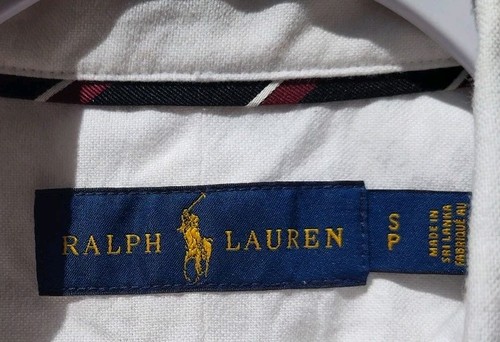 RALPH LAUREN
S
P
MADE IN
SRI LANKA
FABRIQUÉ AU